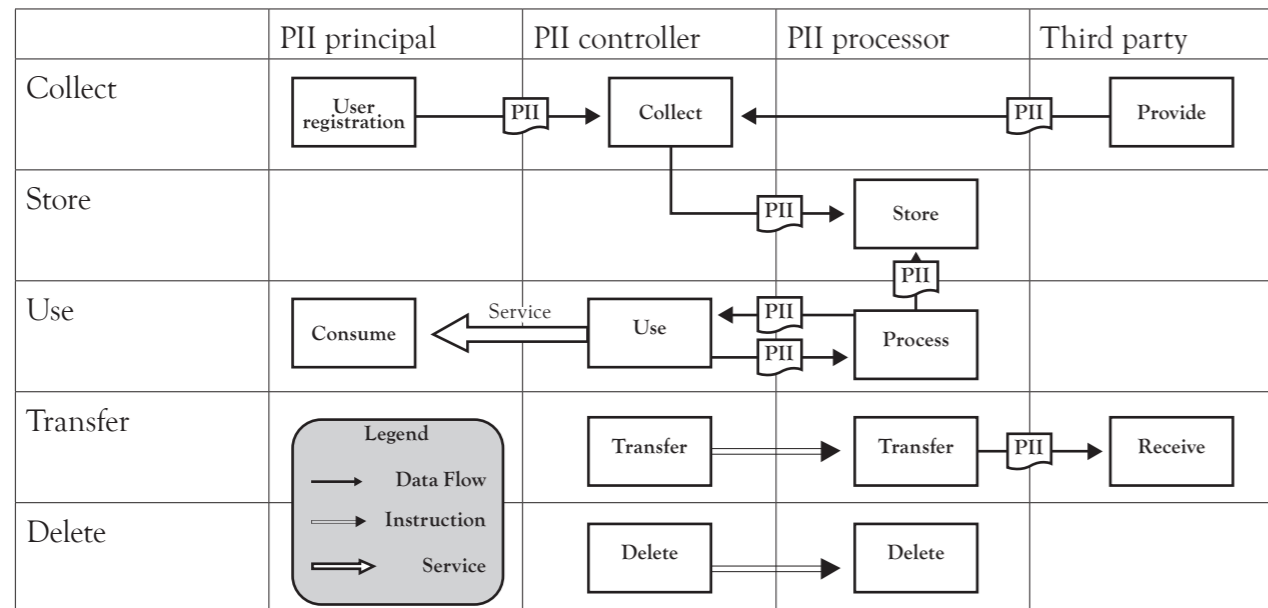 PII principal
PII controller
PII processor
Third party
Collect
User
registration
PII
Collect
PII
Provide
Store
PII
Store
PII
Use
Consume
Service
Use
PII
PII
Process
Transfer
Transfer
Transfer
PII
Receive
Legend
Data Flow
Instruction
Service
Delete
Delete
Delete